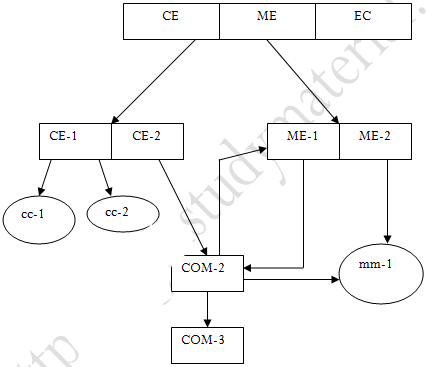 CE ME EC
CE-1 CE-2 ME-1 ME-2
cc-1 cc-2
COM-2 mm-1
COM-3
studymaterial.